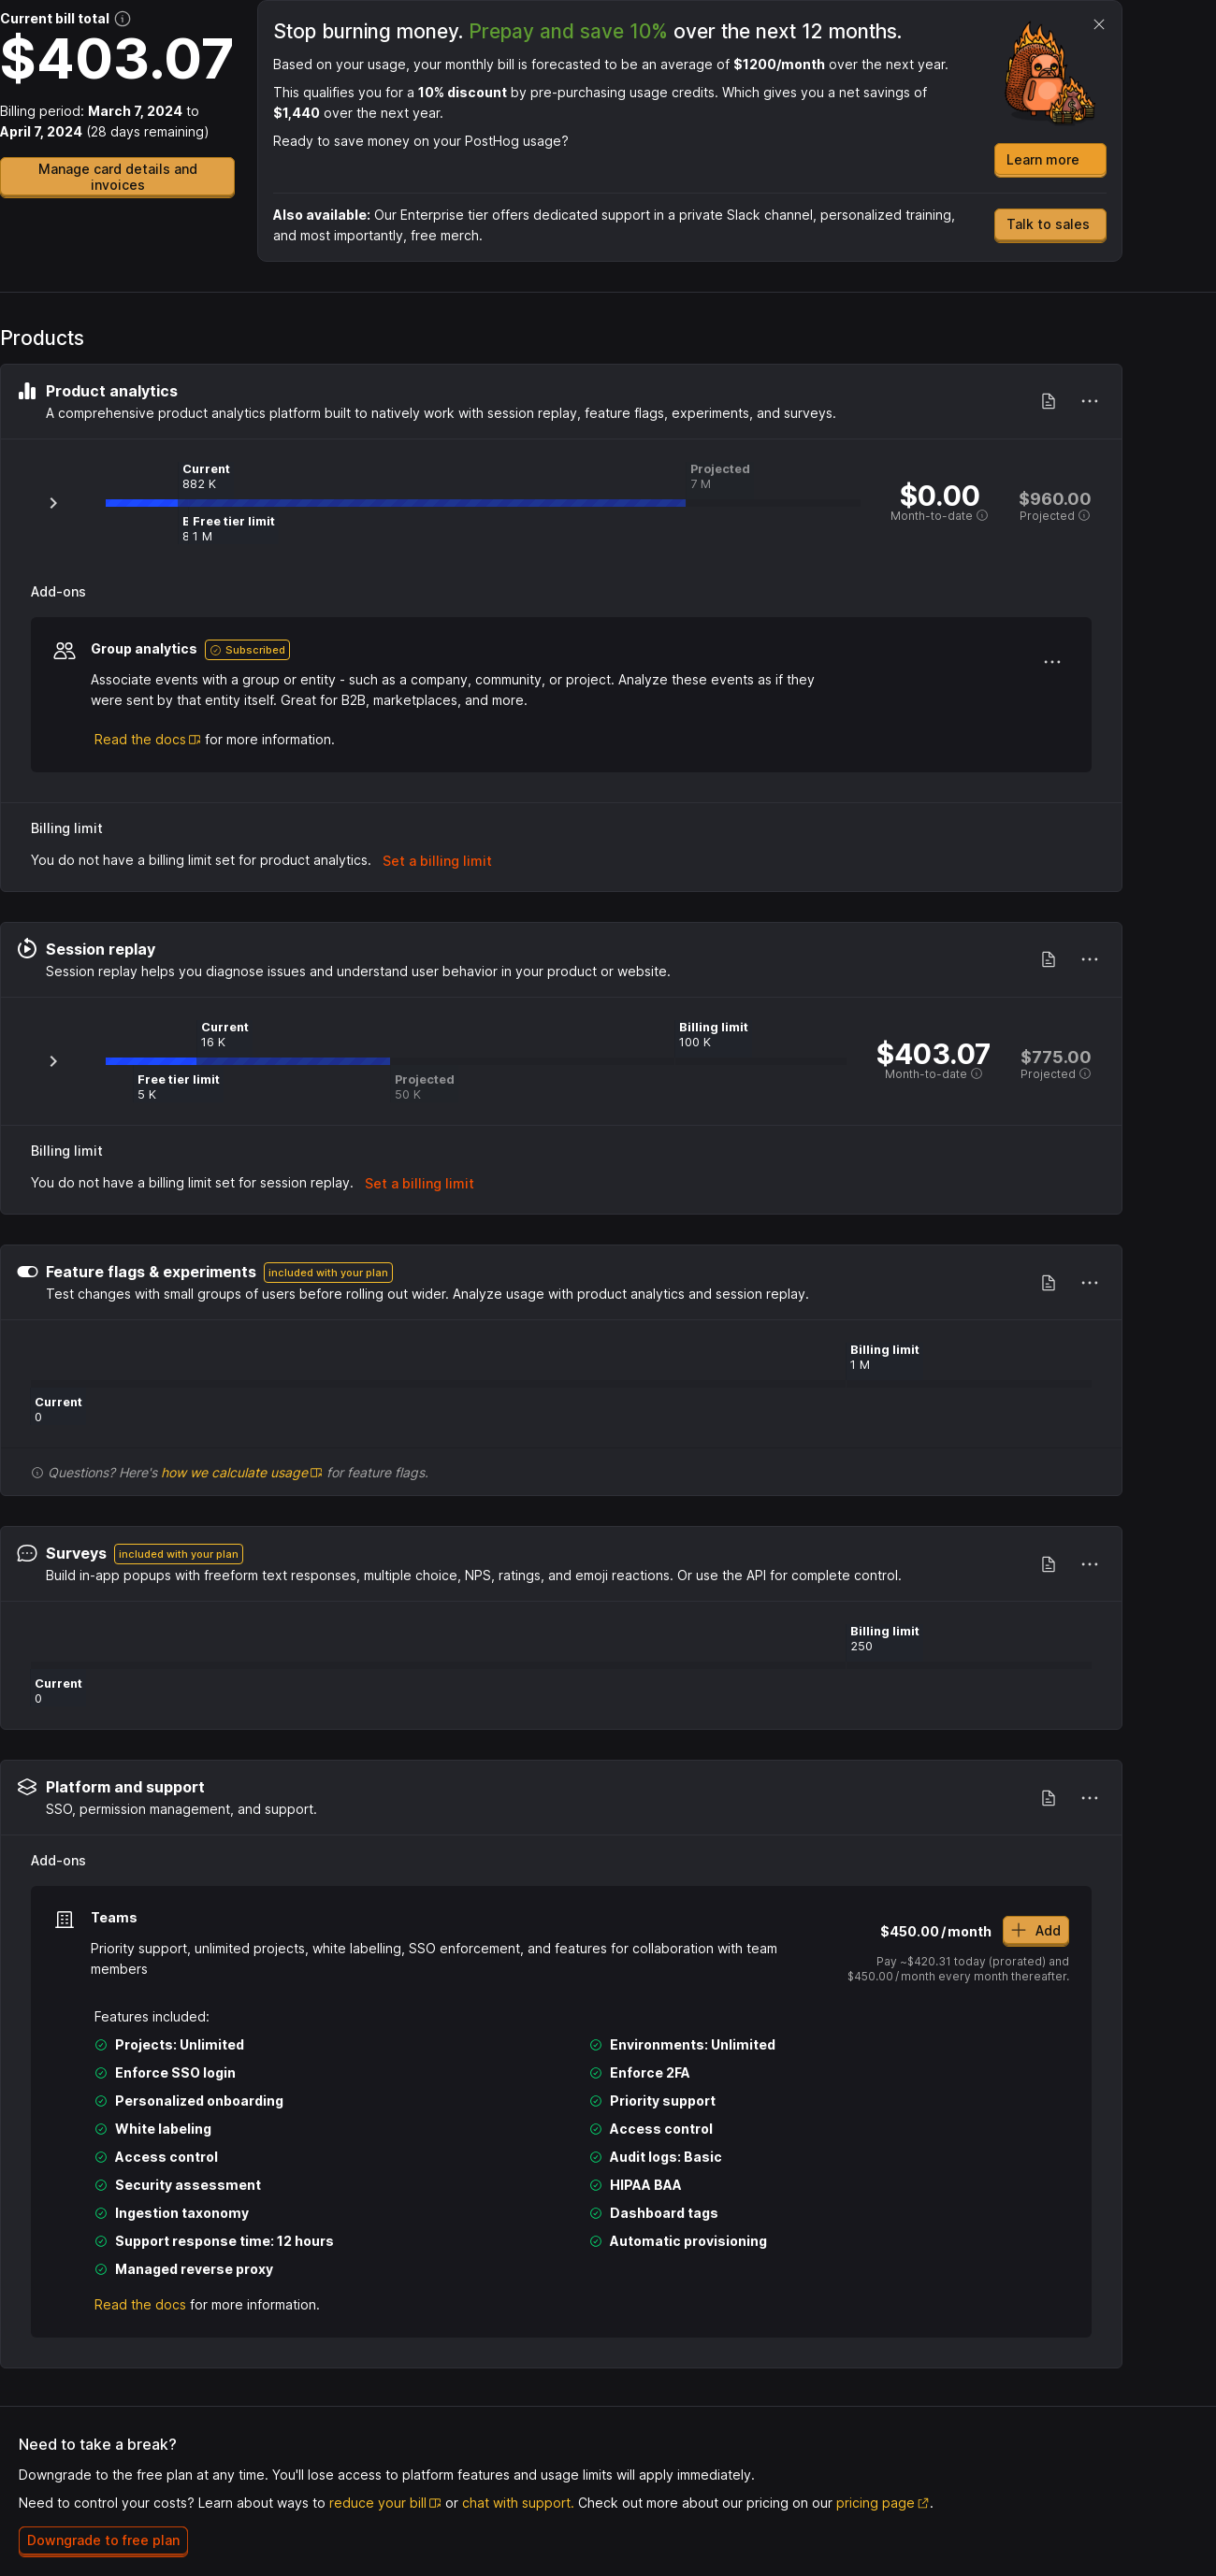 Current bill total
$403.07
Billing period: March 7, 2024 to
April 7, 2024 (28 days remaining)
Manage card details and
invoices
Stop burning money. Prepay and save 10% over the next 12 months.
Based on your usage, your monthly bill is forecasted to be an average of $1200/month over the next year.
This qualifies you for a 10% discount by pre-purchasing usage credits. Which gives you a net savings of
$1,440 over the next year.
Ready to save money on your PostHog usage?
Learn more
Also available: Our Enterprise tier offers dedicated support in a private Slack channel, personalized training,
and most importantly, free merch.
Talk to sales
Products
Product analytics
A comprehensive product analytics platform built to natively work with session replay, feature flags, experiments, and surveys.
Current
882 K
Projected
7 M
Free tier limit
1 M
$0.00
Month-to-date
$960.00
Projected
Add-ons
Group analytics Subscribed
Associate events with a group or entity - such as a company, community, or project. Analyze these events as if they
were sent by that entity itself. Great for B2B, marketplaces, and more.
Read the docs for more information.
Billing limit
You do not have a billing limit set for product analytics. Set a billing limit
Session replay
Session replay helps you diagnose issues and understand user behavior in your product or website.
Current
16 K
Billing limit
100 K
Free tier limit
5 K
Projected
50 K
$403.07
Month-to-date
$775.00
Projected
Billing limit
You do not have a billing limit set for session replay. Set a billing limit
Feature flags & experiments included with your plan
Test changes with small groups of users before rolling out wider. Analyze usage with product analytics and session replay.
Billing limit
1 M
Current
0
Questions? Here's how we calculate usage for feature flags.
Surveys included with your plan
Build in-app popups with freeform text responses, multiple choice, NPS, ratings, and emoji reactions. Or use the API for complete control.
Billing limit
250
Current
0
Platform and support
SSO, permission management, and support.
Add-ons
Teams
Priority support, unlimited projects, white labelling, SSO enforcement, and features for collaboration with team
members
$450.00/month
Add
Pay ~$420.31 today (prorated) and
$450.00/month every month thereafter.
Features included:
Projects: Unlimited
Environments: Unlimited
Enforce SSO login
Enforce 2FA
Personalized onboarding
Priority support
White labeling
Access control
Access control
Audit logs: Basic
Security assessment
HIPAA BAA
Ingestion taxonomy
Dashboard tags
Support response time: 12 hours
Automatic provisioning
Managed reverse proxy
Read the docs for more information.
Need to take a break?
Downgrade to the free plan at any time. You'll lose access to platform features and usage limits will apply immediately.
Need to control your costs? Learn about ways to reduce your bill or chat with support. Check out more about our pricing on our pricing page.
Downgrade to free plan